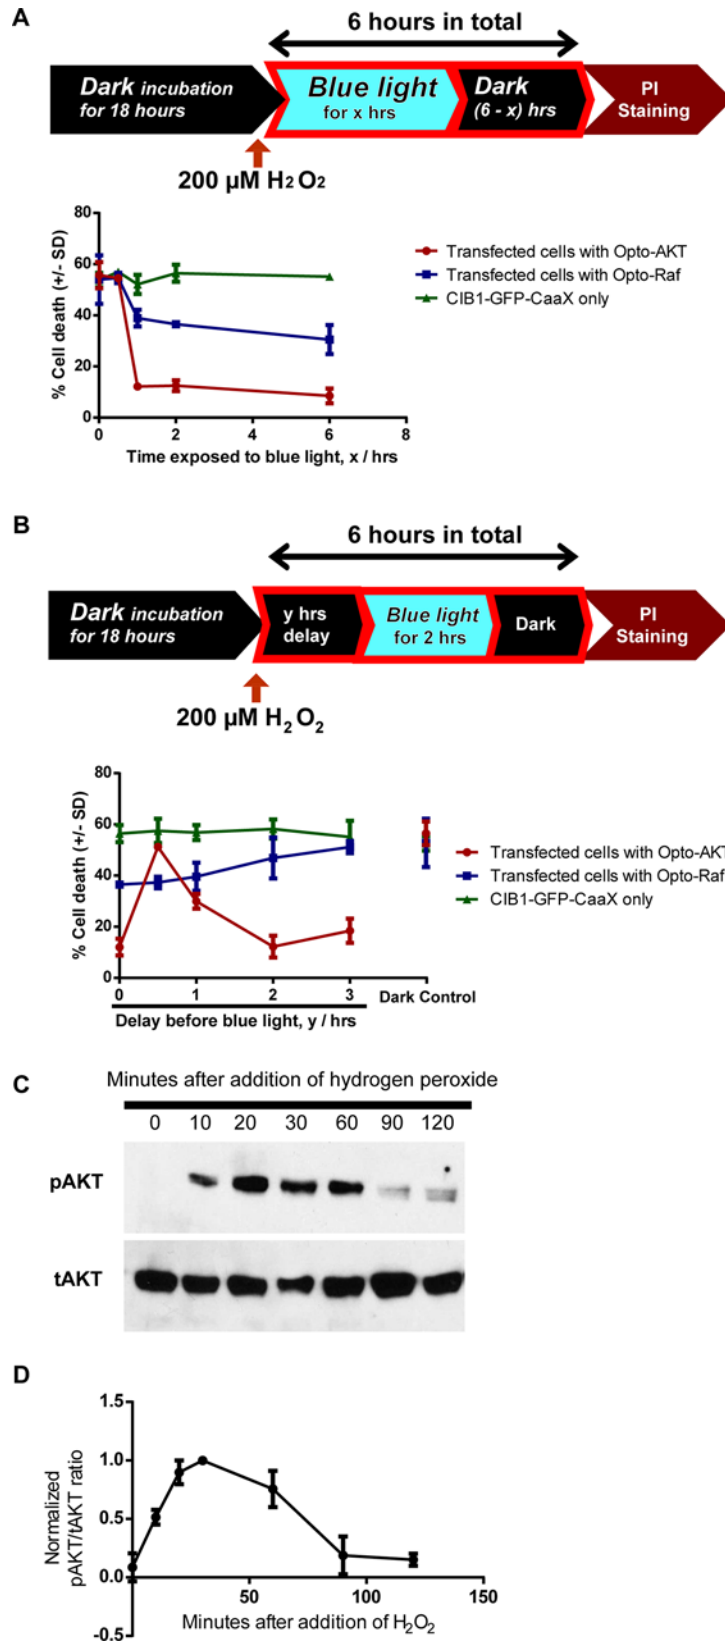 A
6 hours in total
Dark incubation
for 18 hours
Blue light
for x hrs
Dark
(6 - x) hrs
PI
Staining
200 µM H2O2
80
60
40
20
0
% Cell death (+/- SD)
0 2 4 6 8
Time exposed to blue light, x / hrs
Transfected cells with Opto-AKT
Transfected cells with Opto-Raf
CIB1-GFP-CaaX only
B
6 hours in total
Dark incubation
for 18 hours
y hrs
delay
Blue light
for 2 hrs
Dark
PI
Staining
200 µM H2O2
80
60
40
20
0
% Cell death (+/- SD)
0 1 2 3
Dark Control
Delay before blue light, y / hrs
Transfected cells with Opto-AKT
Transfected cells with Opto-Raf
CIB1-GFP-CaaX only
C
Minutes after addition of hydrogen peroxide
0 10 20 30 60 90 120
pAKT
tAKT
D
1.5
1.0
0.5
0.0
-0.5
Normalized
pAKT/tAKT ratio
50 100 150
Minutes after addition of H2O2